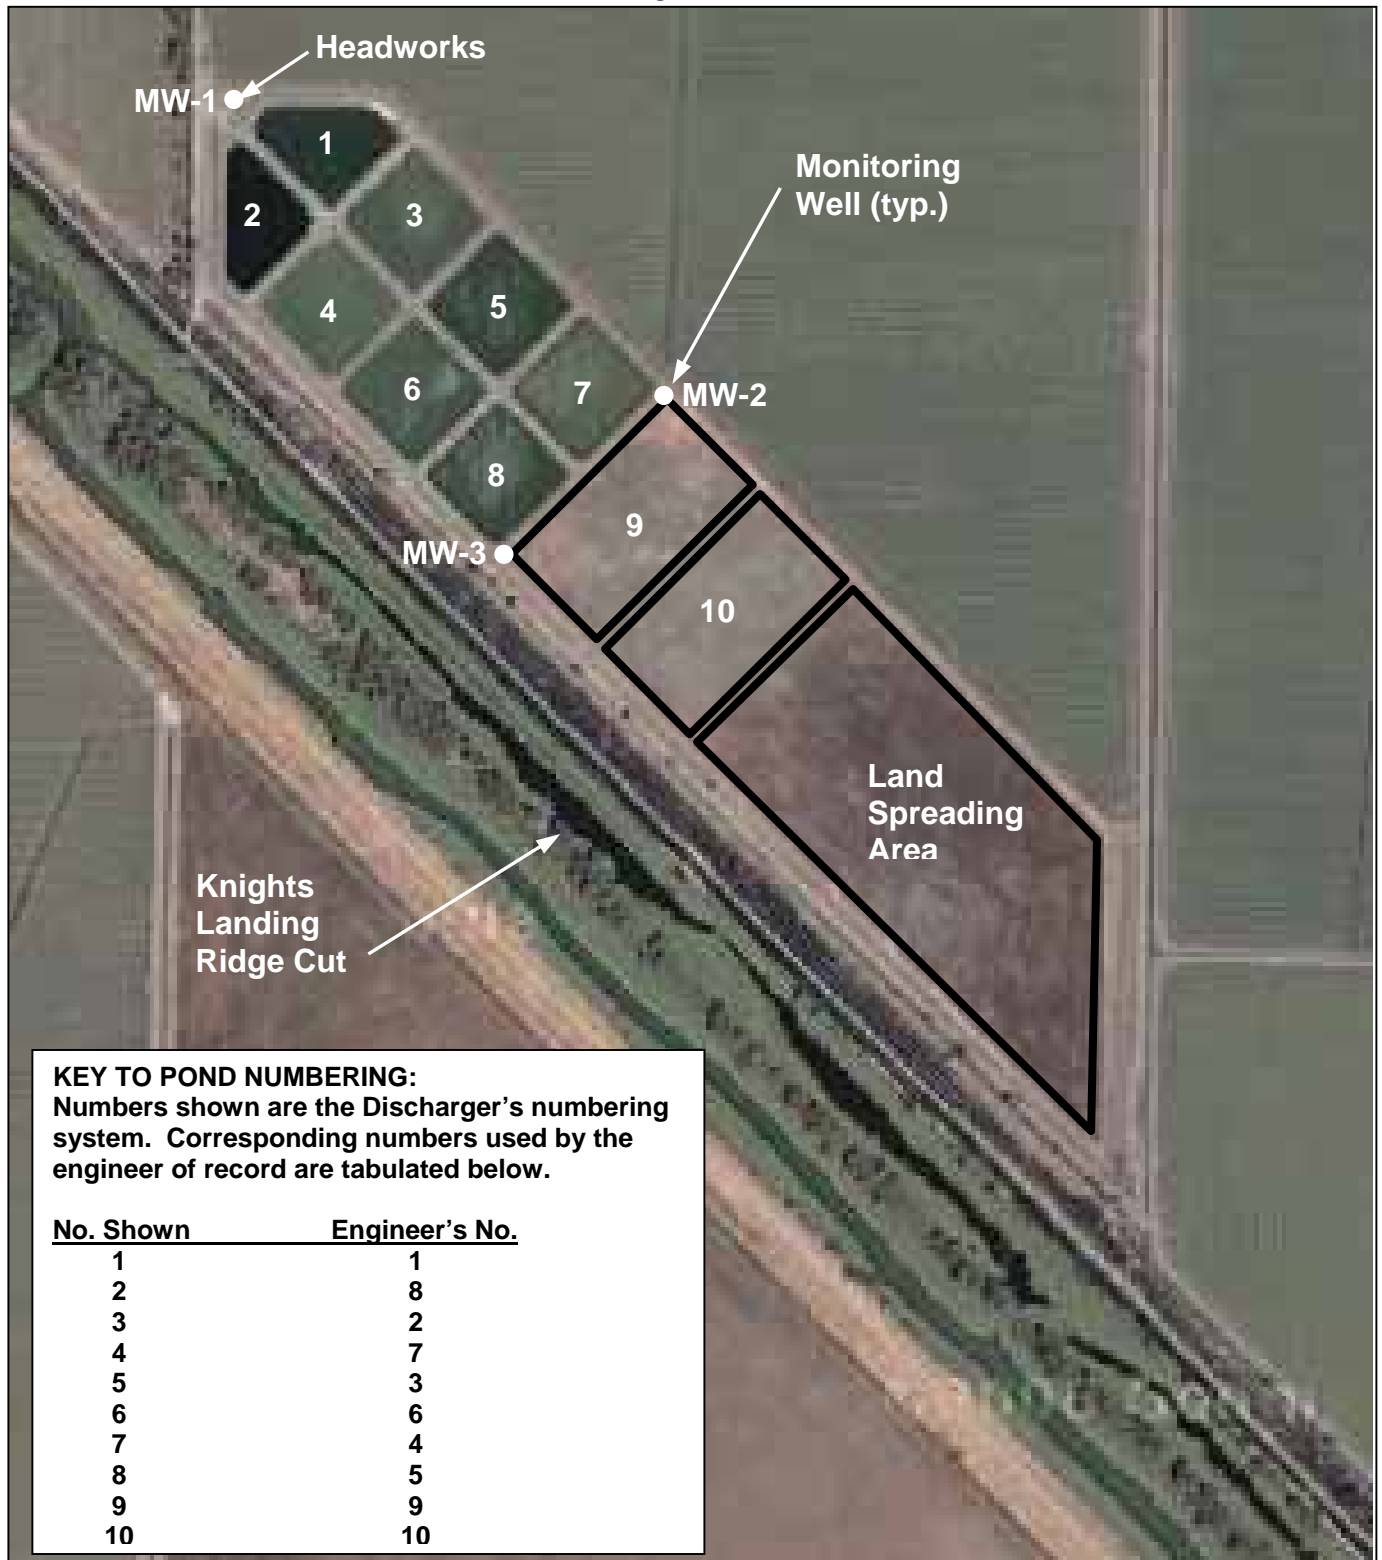 Headworks
MW-1
1
2
3
Monitoring
Well (typ.)
4
5
6
7
MW-2
8
9
MW-3
10
Land
Spreading
Area
Knights
Landing
Ridge Cut
KEY TO POND NUMBERING:
Numbers shown are the Discharger's numbering
system.  Corresponding numbers used by the
engineer of record are tabulated below.
No. Shown Engineer's No.
1 1
2 8
3 2
4 7
5 3
6 6
7 4
8 5
9 9
10 10